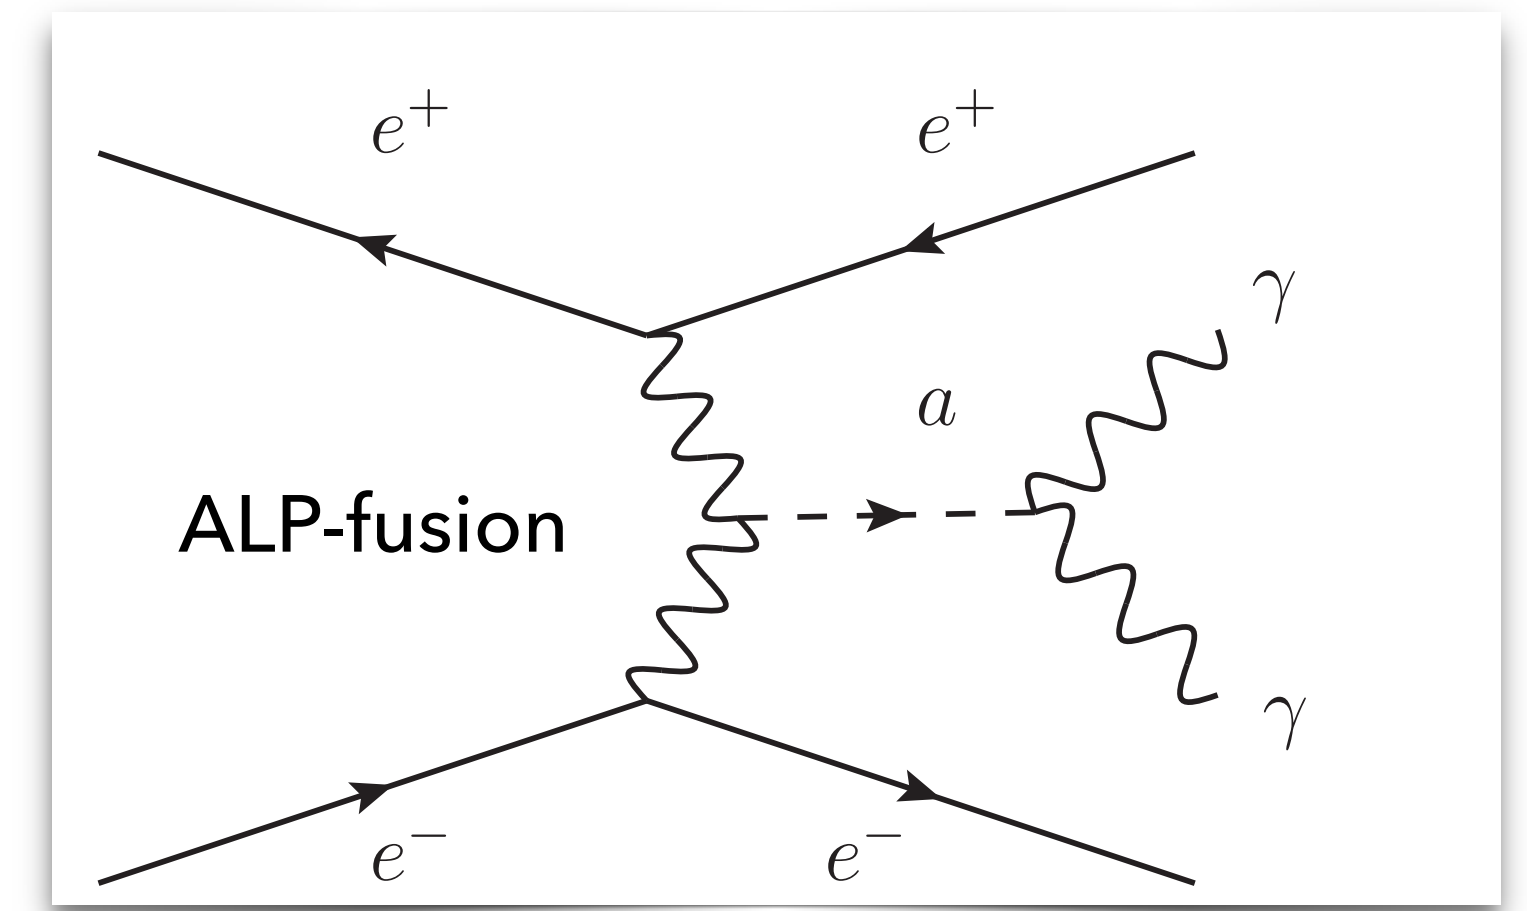 e⁺ e⁺
γ
a
ALP-fusion
γ
e⁻ e⁻